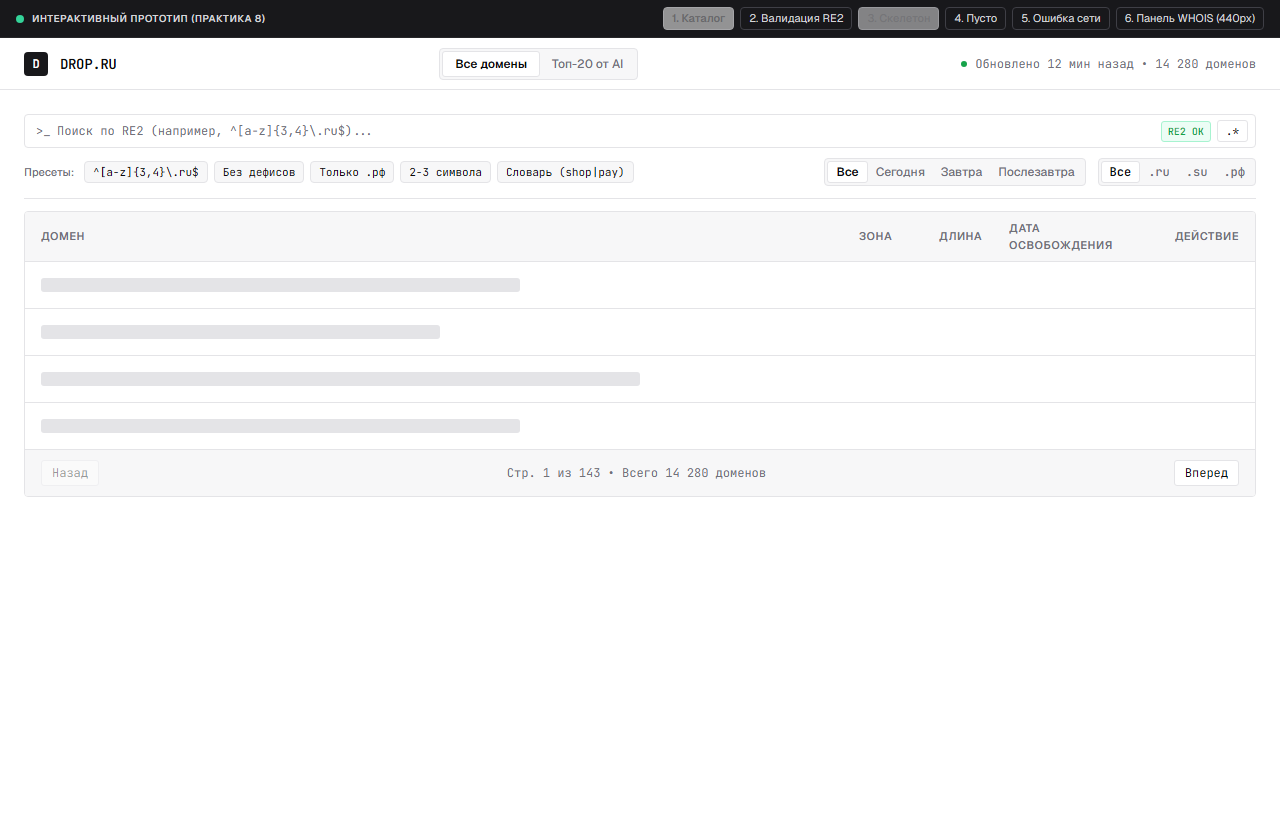 ИНТЕРАКТИВНЫЙ ПРОТОТИП (ПРАКТИКА 8)
1. Каталог
2. Валидация RE2
3. Скелетон
4. Пусто
5. Ошибка сети
6. Панель WHOIS (440px)
D
DROP.RU
Все домены
Топ-20 от AI
Обновлено 12 мин назад • 14 280 доменов
>_ Поиск по RE2 (например, ^[a-z]{3,4}\.ru$)...
RE2 OK
.*
Пресеты:
^[a-z]{3,4}\.ru$
Без дефисов
Только .рф
2-3 символа
Словарь (shop|pay)
Все
Сегодня
Завтра
Послезавтра
Все
.ru
.su
.рф
ДОМЕН
ЗОНА
ДЛИНА
ДАТА
ОСВОБОЖДЕНИЯ
ДЕЙСТВИЕ
Назад
Стр. 1 из 143 • Всего 14 280 доменов
Вперед